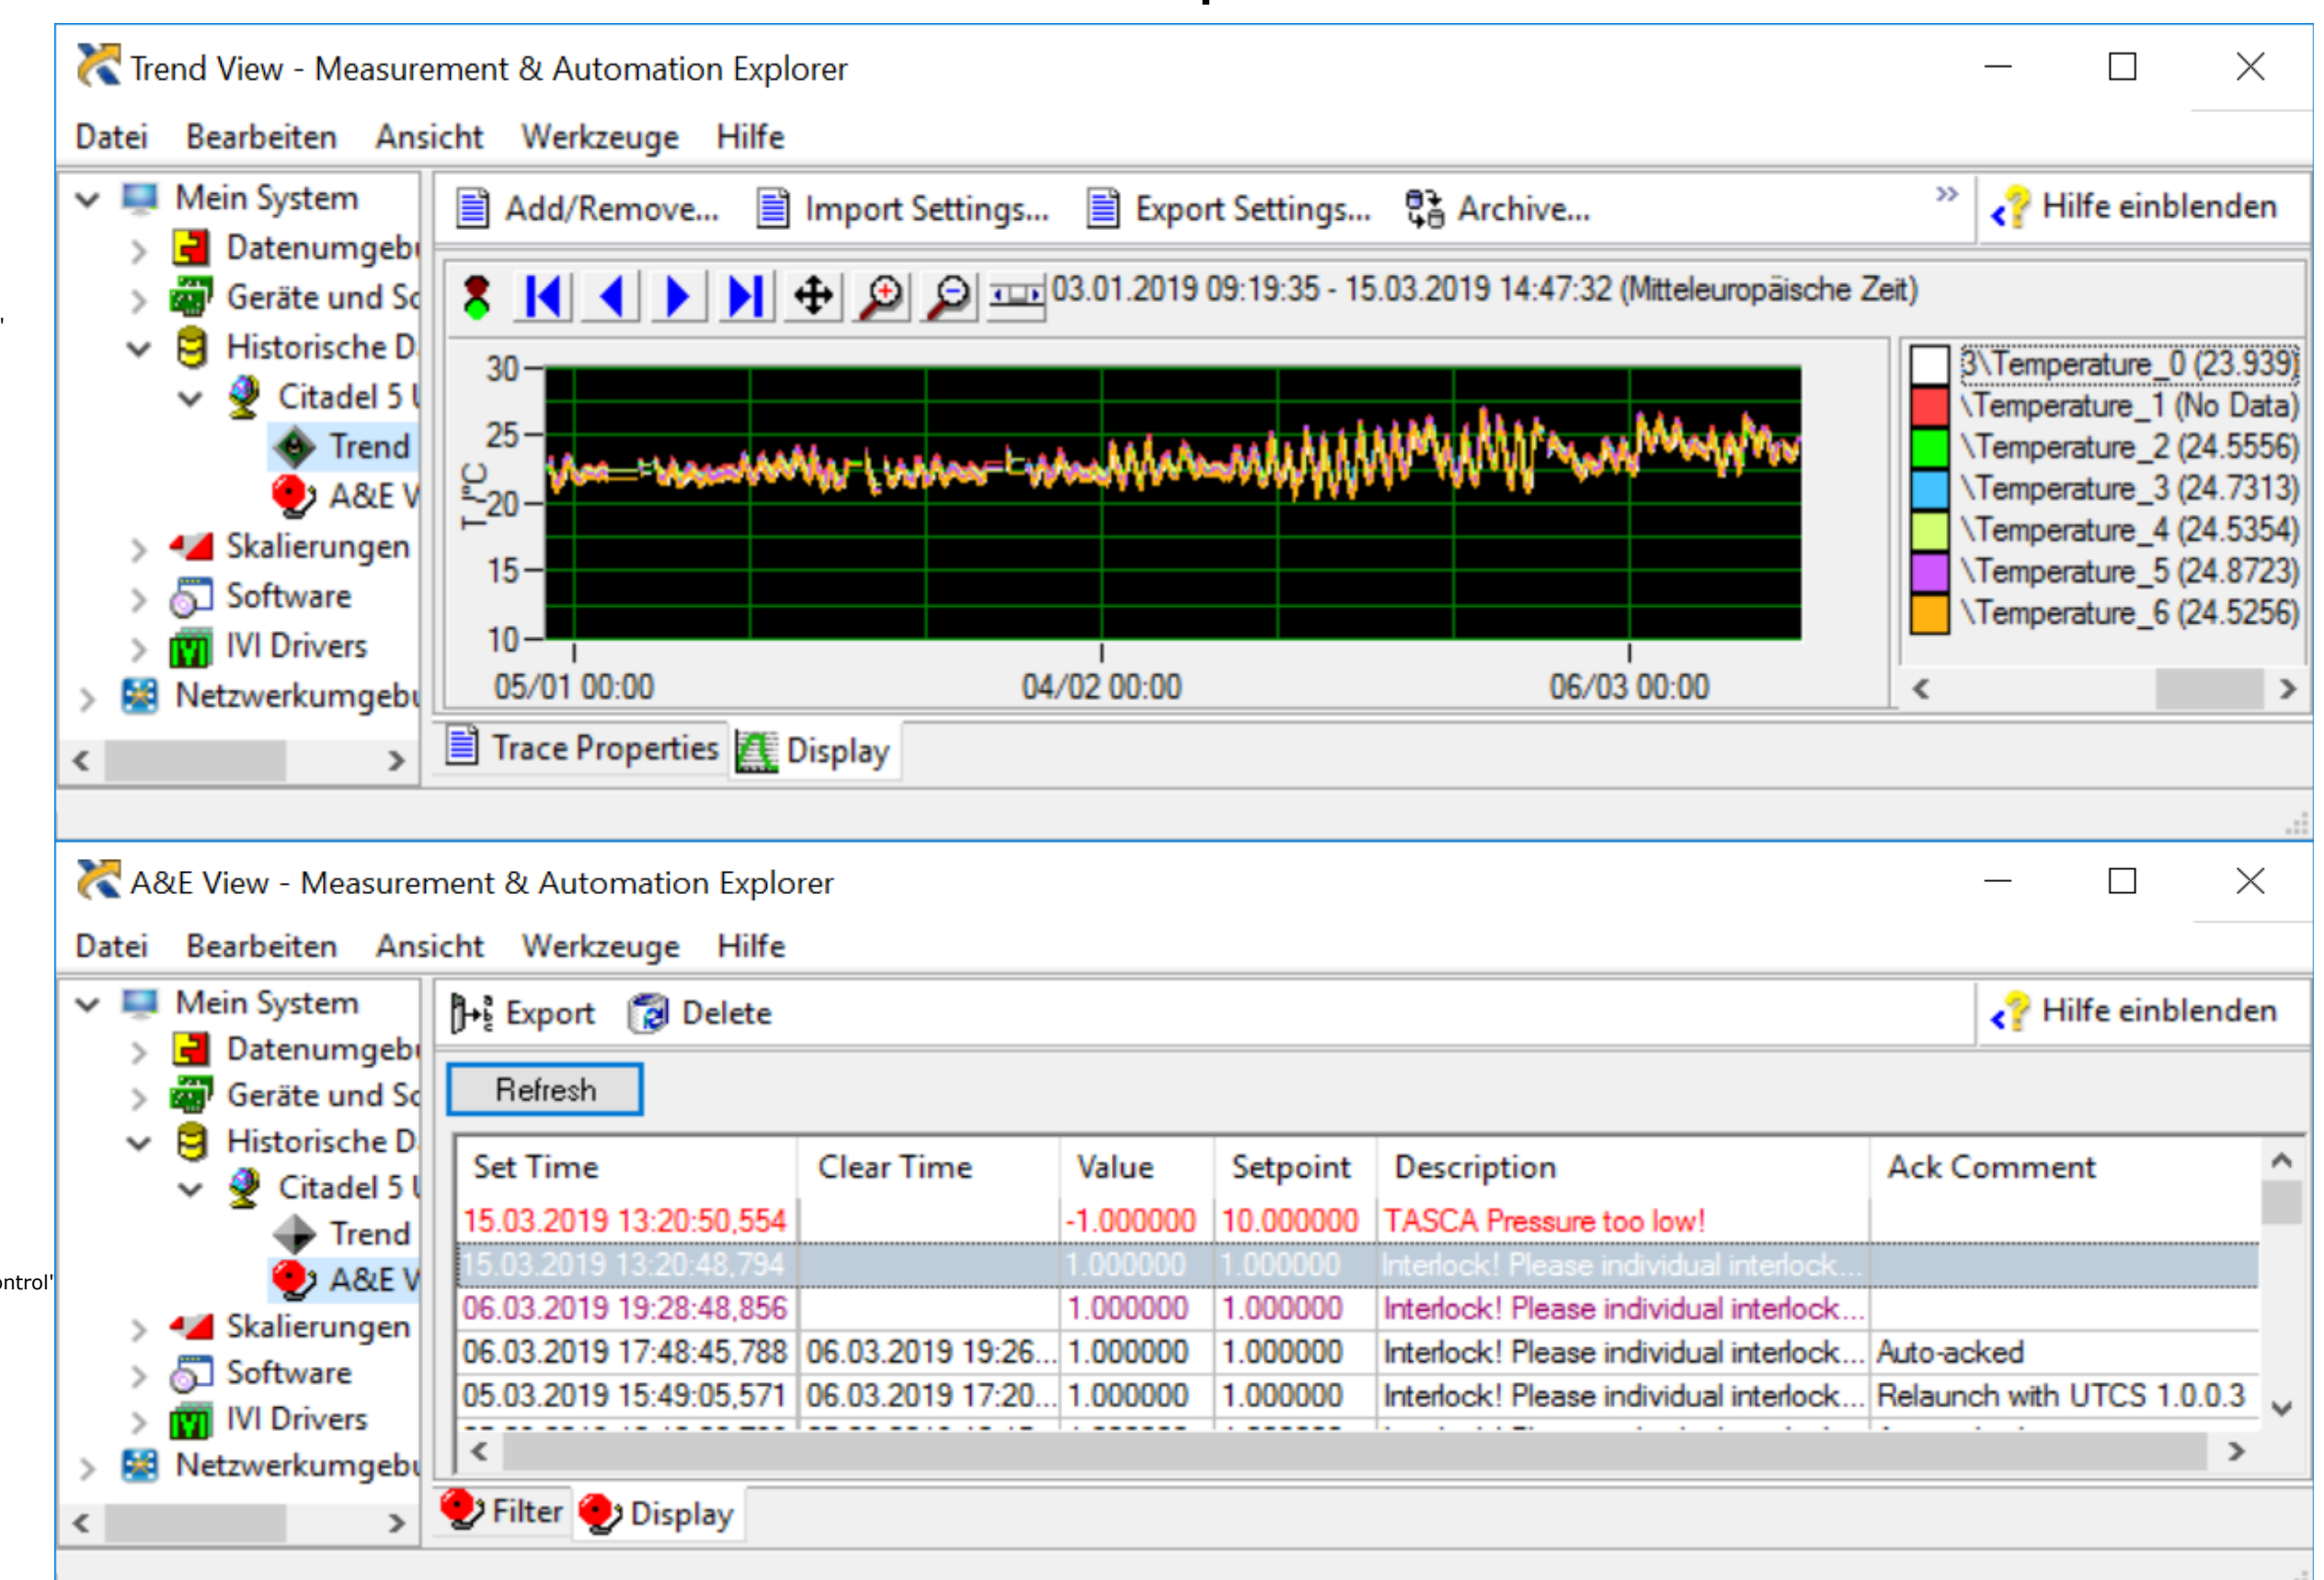 Trend View - Measurement & Automation Explorer
Datei Bearbeiten Ansicht Werkzeuge Hilfe
Mein System
Datenumgebu
Geräte und Sc
Historische D
Citadel 5 U
Trend
A&E V
Skalierungen
Software
IVI Drivers
Netzwerkumgebu
Add/Remove... Import Settings... Export Settings... Archive... » Hilfe einblenden
03.01.2019 09:19:35 - 15.03.2019 14:47:32 (Mitteleuropäische Zeit)
30
25
20
15
10
T /°C
05/01 00:00 04/02 00:00 06/03 00:00
3\Temperature_0 (23.939)
\Temperature_1 (No Data)
\Temperature_2 (24.5556)
\Temperature_3 (24.7313)
\Temperature_4 (24.5354)
\Temperature_5 (24.8723)
\Temperature_6 (24.5256)
Trace Properties Display
A&E View - Measurement & Automation Explorer
Datei Bearbeiten Ansicht Werkzeuge Hilfe
ontrol'
Mein System
Datenumgebu
Geräte und Sc
Historische D
Citadel 5 U
Trend
A&E V
Skalierungen
Software
IVI Drivers
Netzwerkumgebu
Export Delete Hilfe einblenden
Refresh
Set Time Clear Time Value Setpoint Description Ack Comment
15.03.2019 13:20:50,554 -1.000000 10.000000 TASCA Pressure too low!
15.03.2019 13:20:48,794 1.000000 1.000000 Interlock! Please individual interlock...
06.03.2019 19:28:48,856 1.000000 1.000000 Interlock! Please individual interlock...
06.03.2019 17:48:45,788 06.03.2019 19:26... 1.000000 1.000000 Interlock! Please individual interlock... Auto-acked
05.03.2019 15:49:05,571 06.03.2019 17:20... 1.000000 1.000000 Interlock! Please individual interlock... Relaunch with UTCS 1.0.0.3
Filter Display